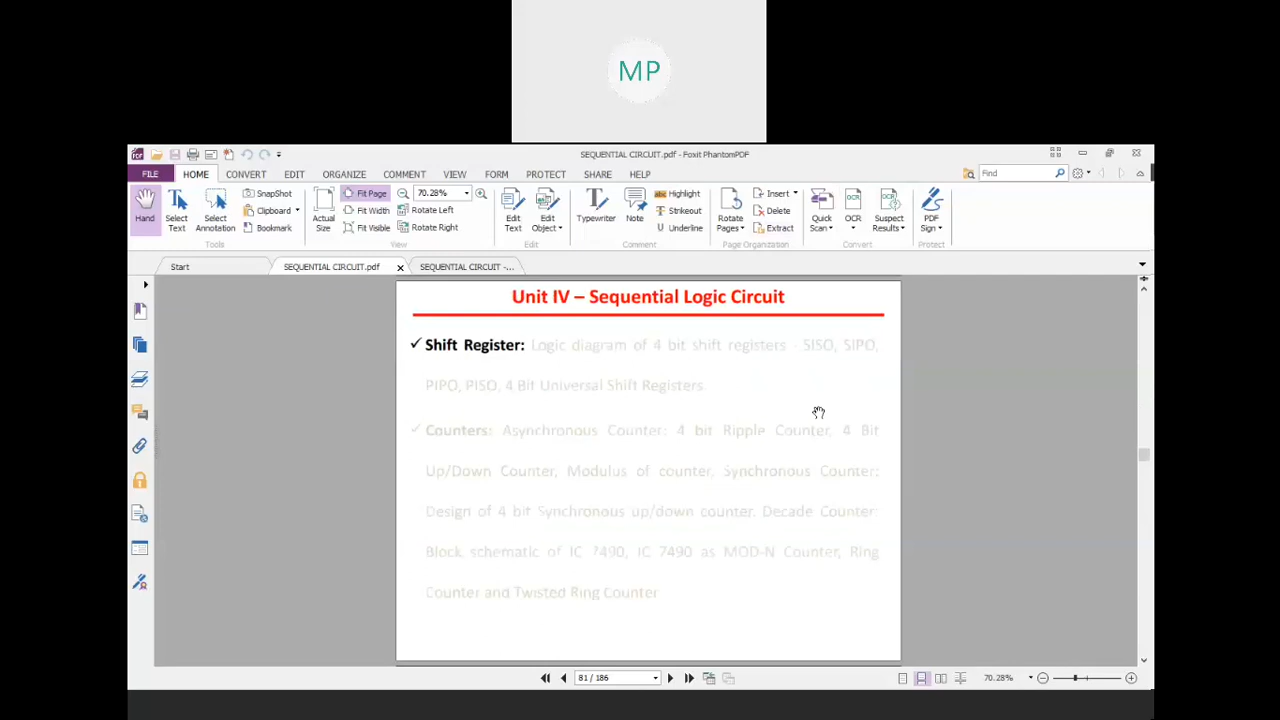 MP
SEQUENTIAL CIRCUIT.pdf - Foxit PhantomPDF
FILE HOME CONVERT EDIT ORGANIZE COMMENT VIEW FORM PROTECT SHARE HELP Find
Hand Select Text Select Annotation SnapShot Clipboard Bookmark Tools
Actual Size Fit Page Fit Width Fit Visible 70.28% Rotate Left Rotate Right View
Edit Text Edit Object Edit
Typewriter Note Highlight Strikeout Underline Comment
Rotate Pages Insert Delete Extract Page Organization
Quick Scan OCR Suspect Results Convert
PDF Sign Protect
Start SEQUENTIAL CIRCUIT.pdf SEQUENTIAL CIRCUIT -...
Unit IV – Sequential Logic Circuit
✓ Shift Register: Logic diagram of 4 bit shift registers - SISO, SIPO,
PIPO, PISO, 4 Bit Universal Shift Registers.
✓ Counters: Asynchronous Counter: 4 bit Ripple Counter, 4 Bit
Up/Down Counter, Modulus of counter. Synchronous Counter:
Design of 4 bit Synchronous up/down counter. Decade Counter:
Block schematic of IC 7490, IC 7490 as MOD-N Counter, Ring
Counter and Twisted Ring Counter
81 / 186 70.28%